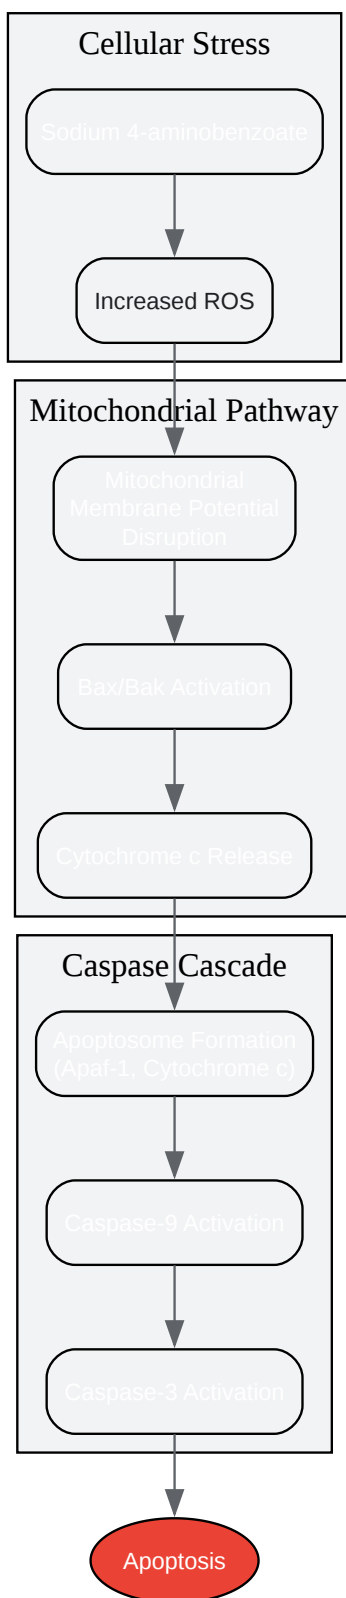 Cellular Stress
Sodium 4-aminobenzoate
Increased ROS
Mitochondrial Pathway
Mitochondrial
Membrane Potential
Disruption
Bax/Bak Activation
Cytochrome c Release
Caspase Cascade
Apoptosome Formation
(Apaf-1, Cytochrome c)
Caspase-9 Activation
Caspase-3 Activation
Apoptosis